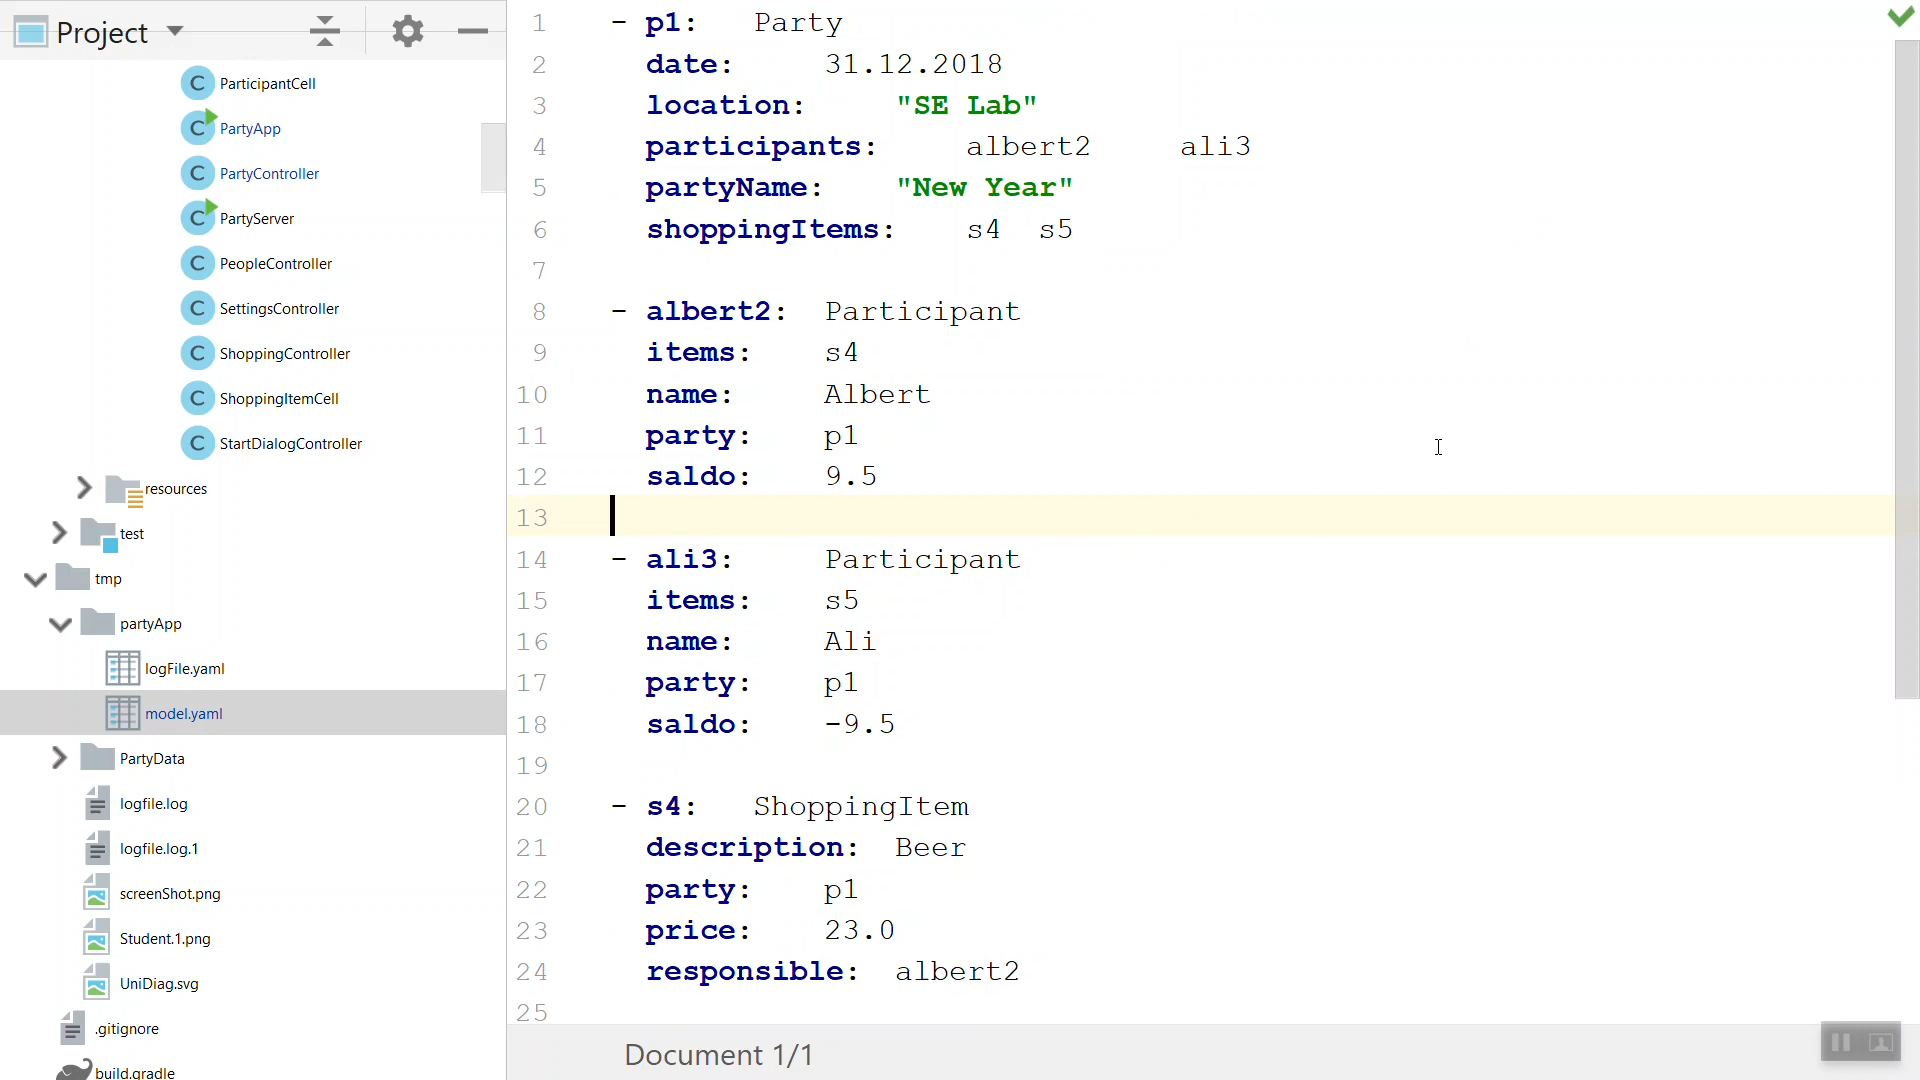 Project
ParticipantCell
PartyApp
PartyController
PartyServer
PeopleController
SettingsController
ShoppingController
ShoppingItemCell
StartDialogController
resources
test
tmp
partyApp
logFile.yaml
model.yaml
PartyData
logfile.log
logfile.log.1
screenShot.png
Student.1.png
UniDiag.svg
.gitignore
build.gradle
1 - p1: Party
2 date: 31.12.2018
3 location: "SE Lab"
4 participants: albert2 ali3
5 partyName: "New Year"
6 shoppingItems: s4 s5
7
8 - albert2: Participant
9 items: s4
10 name: Albert
11 party: p1
12 saldo: 9.5
13
14 - ali3: Participant
15 items: s5
16 name: Ali
17 party: p1
18 saldo: -9.5
19
20 - s4: ShoppingItem
21 description: Beer
22 party: p1
23 price: 23.0
24 responsible: albert2
25
Document 1/1